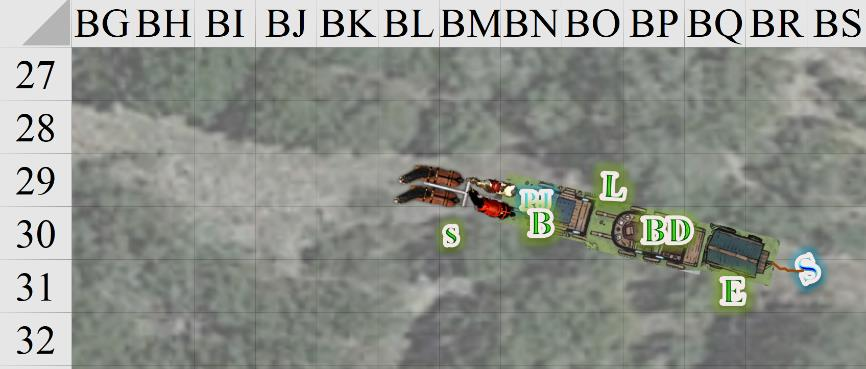 BG BH BI BJ BK BL BM BN BO BP BQ BR BS
27
28
29
L
B
30
s
BD
S
31
E
32